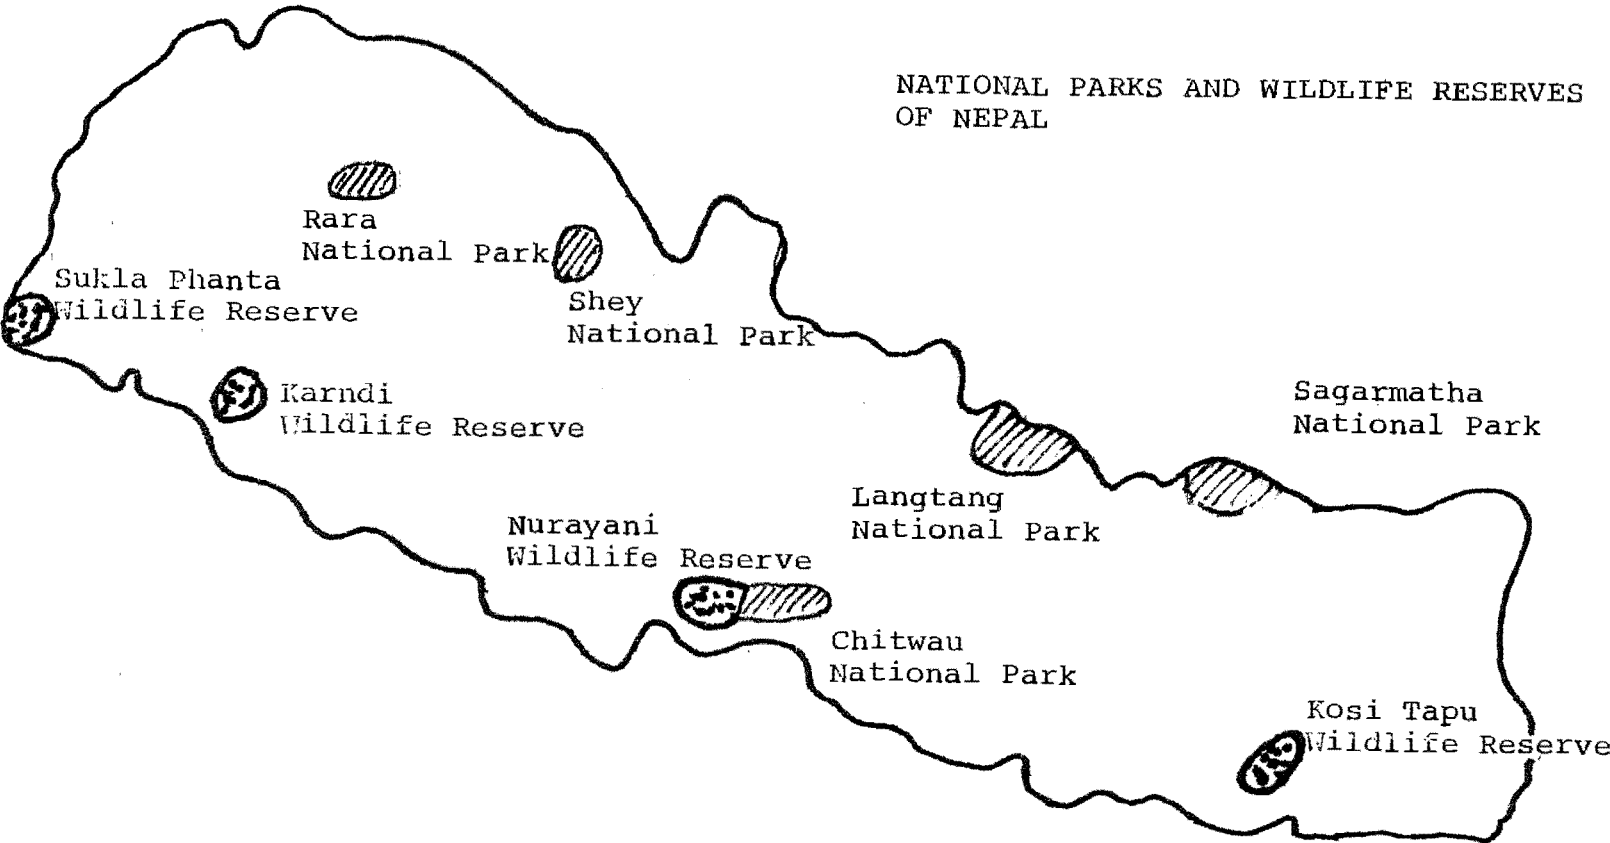 NATIONAL PARKS AND WILDLIFE RESERVES
OF NEPAL
Rara
National Park
Sukla Phanta
Wildlife Reserve
Shey
National Park
Karndi
Wildlife Reserve
Sagarmatha
National Park
Langtang
National Park
Nurayani
Wildlife Reserve
Chitwau
National Park
Kosi Tapu
Wildlife Reserve